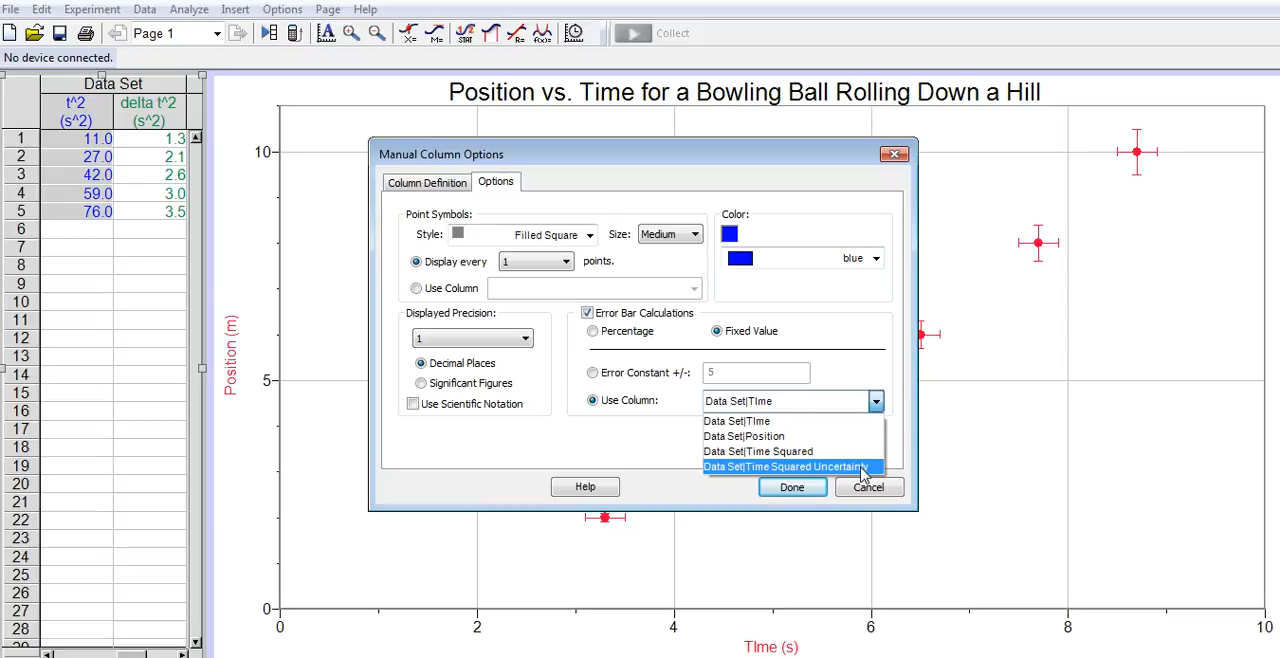 File Edit Experiment Data Analyze Insert Options Page Help
Page 1
Collect
No device connected.
Data Set
t^2 delta t^2
(s^2) (s^2)
1 11.0 1.3
2 27.0 2.1
3 42.0 2.6
4 59.0 3.0
5 76.0 3.5
6
7
8
9
10
11
12
13
14
15
16
17
18
19
20
21
22
23
24
25
26
27
28
Position vs. Time for a Bowling Ball Rolling Down a Hill
Position (m)
10
5
0
0 2 4 6 8 10
TIme (s)
Manual Column Options
Column Definition Options
Point Symbols:
Style: Filled Square Size: Medium
Display every 1 points.
Use Column
Color:
blue
Displayed Precision:
1
Decimal Places
Significant Figures
Use Scientific Notation
Error Bar Calculations
Percentage Fixed Value
Error Constant +/-: 5
Use Column: Data Set|TIme
Data Set|TIme
Data Set|Position
Data Set|Time Squared
Data Set|Time Squared Uncertainty
Help Done Cancel